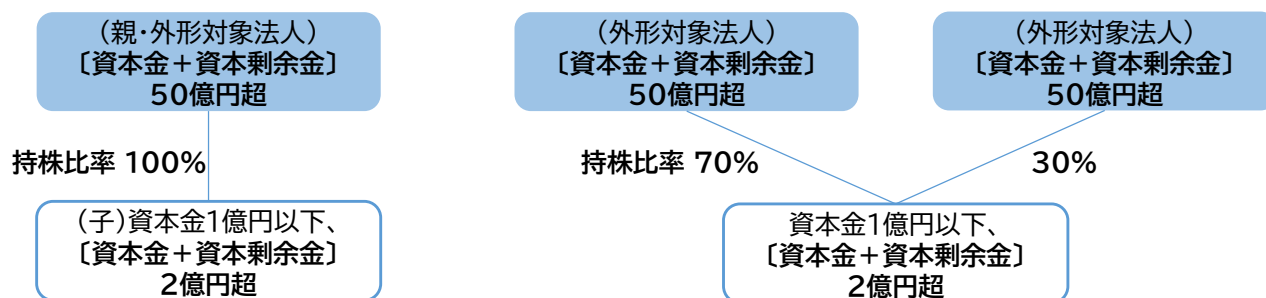 (親・外形対象法人)
〔資本金+資本剰余金〕
50億円超
持株比率 100%
(子)資本金1億円以下、
〔資本金+資本剰余金〕
2億円超
(外形対象法人)
〔資本金+資本剰余金〕
50億円超
(外形対象法人)
〔資本金+資本剰余金〕
50億円超
持株比率 70%
30%
資本金1億円以下、
〔資本金+資本剰余金〕
2億円超